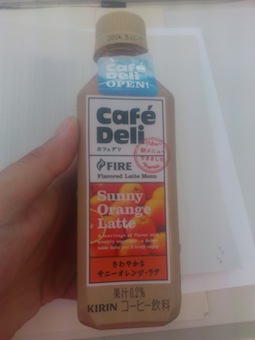 Café
Deli
OPEN!
Café
Deli
カフェデリ
FIRE
Flavored Latte Menu
Sunny
Orange
Latte
さわやかな
サニーオレンジ・ラテ
果汁0.2%
KIRIN コーヒー飲料